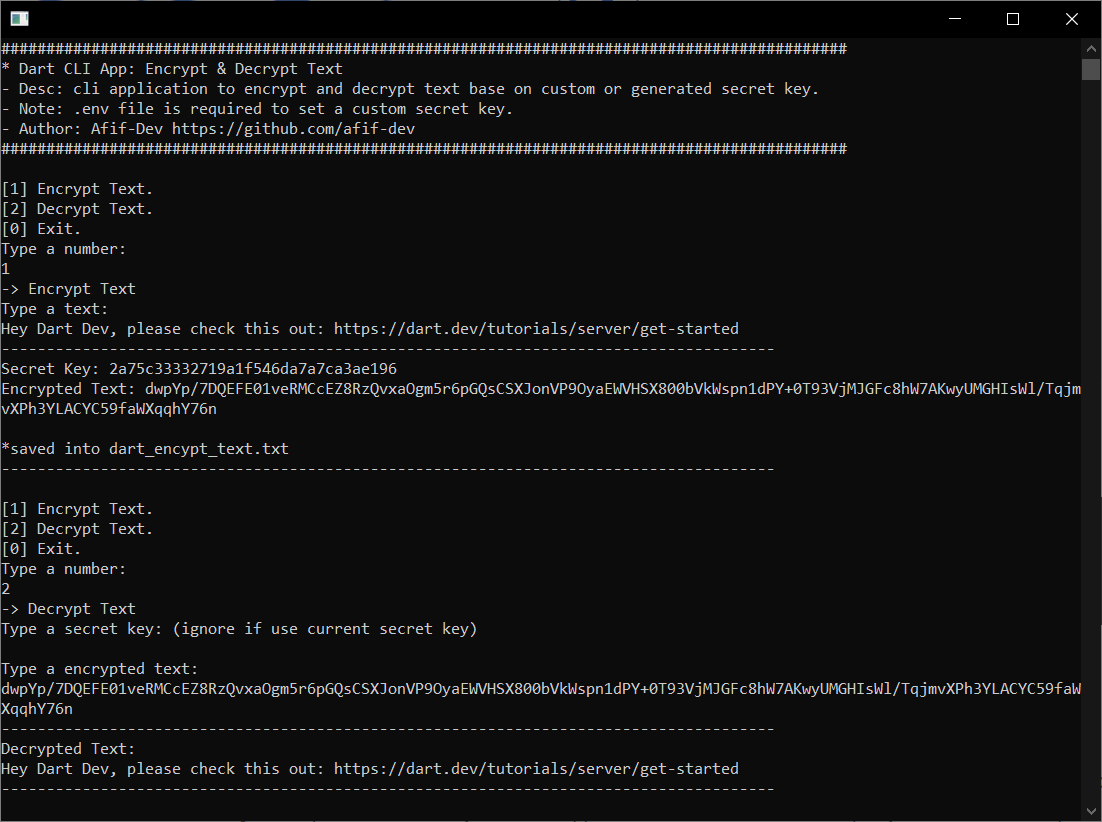 ##############################################################################################
* Dart CLI App: Encrypt & Decrypt Text
- Desc: cli application to encrypt and decrypt text base on custom or generated secret key.
- Note: .env file is required to set a custom secret key.
- Author: Afif-Dev https://github.com/afif-dev
##############################################################################################
[1] Encrypt Text.
[2] Decrypt Text.
[0] Exit.
Type a number:
1
-> Encrypt Text
Type a text:
Hey Dart Dev, please check this out: https://dart.dev/tutorials/server/get-started
--------------------------------------------------------------------------------------
Secret Key: 2a75c33332719a1f546da7a7ca3ae196
Encrypted Text: dwpYp/7DQEFE01veRMCcEZ8RzQvxaOgm5r6pGQsCSXJonVP9OyaEWVHSX800bVkWspn1dPY+0T93VjMJGFc8hW7AKwyUMGHIsWl/Tqjm
vXPh3YLACYC59faWXqqhY76n
*saved into dart_encypt_text.txt
--------------------------------------------------------------------------------------
[1] Encrypt Text.
[2] Decrypt Text.
[0] Exit.
Type a number:
2
-> Decrypt Text
Type a secret key: (ignore if use current secret key)
Type a encrypted text:
dwpYp/7DQEFE01veRMCcEZ8RzQvxaOgm5r6pGQsCSXJonVP9OyaEWVHSX800bVkWspn1dPY+0T93VjMJGFc8hW7AKwyUMGHIsWl/TqjmvXPh3YLACYC59faW
XqqhY76n
--------------------------------------------------------------------------------------
Decrypted Text:
Hey Dart Dev, please check this out: https://dart.dev/tutorials/server/get-started
--------------------------------------------------------------------------------------